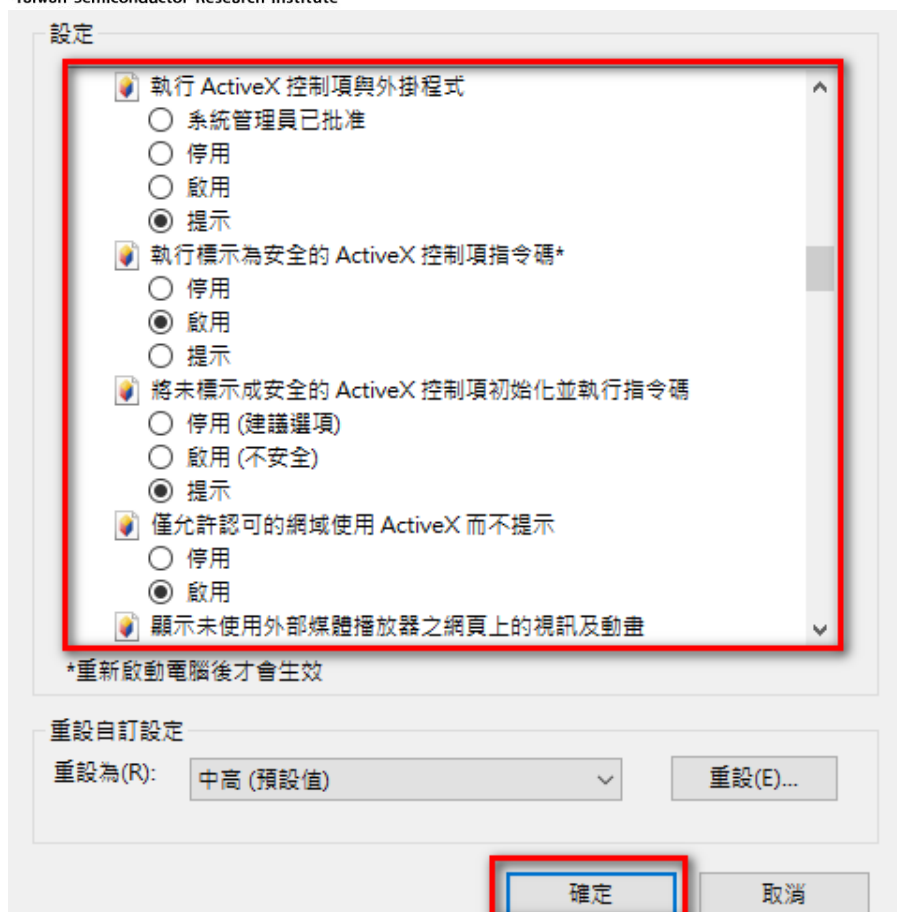 Taiwan Semiconductor Research Institute
設定
執行 ActiveX 控制項與外掛程式
系統管理員已批准
停用
啟用
提示
執行標示為安全的 ActiveX 控制項指令碼*
停用
啟用
提示
將未標示成安全的 ActiveX 控制項初始化並執行指令碼
停用 (建議選項)
啟用 (不安全)
提示
僅允許認可的網域使用 ActiveX 而不提示
停用
啟用
顯示未使用外部媒體播放器之網頁上的視訊及動畫
*重新啟動電腦後才會生效
重設自訂設定
重設為(R): 中高 (預設值) 重設(E)...
確定 取消